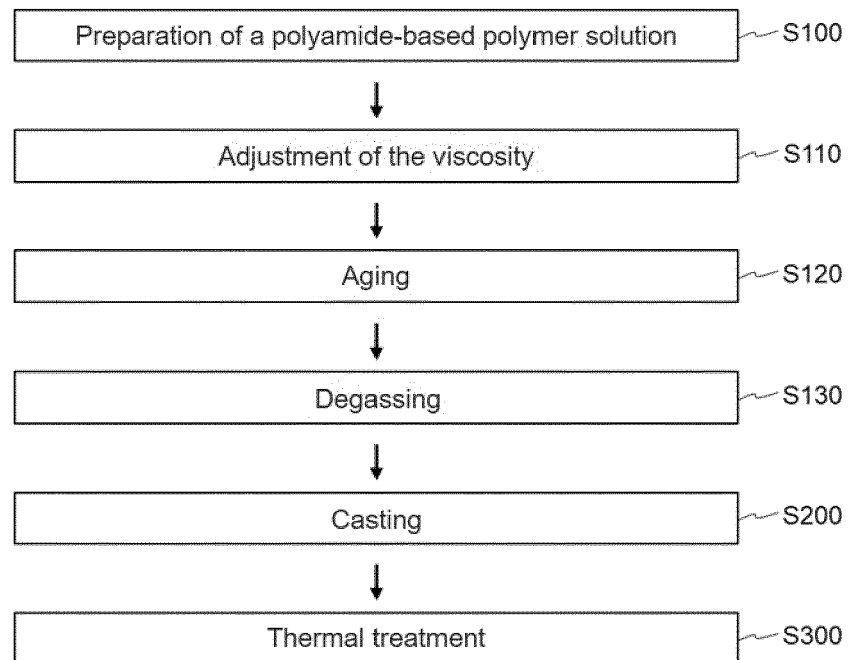 Preparation of a polyamide-based polymer solution S100
Adjustment of the viscosity S110
Aging S120
Degassing S130
Casting S200
Thermal treatment S300